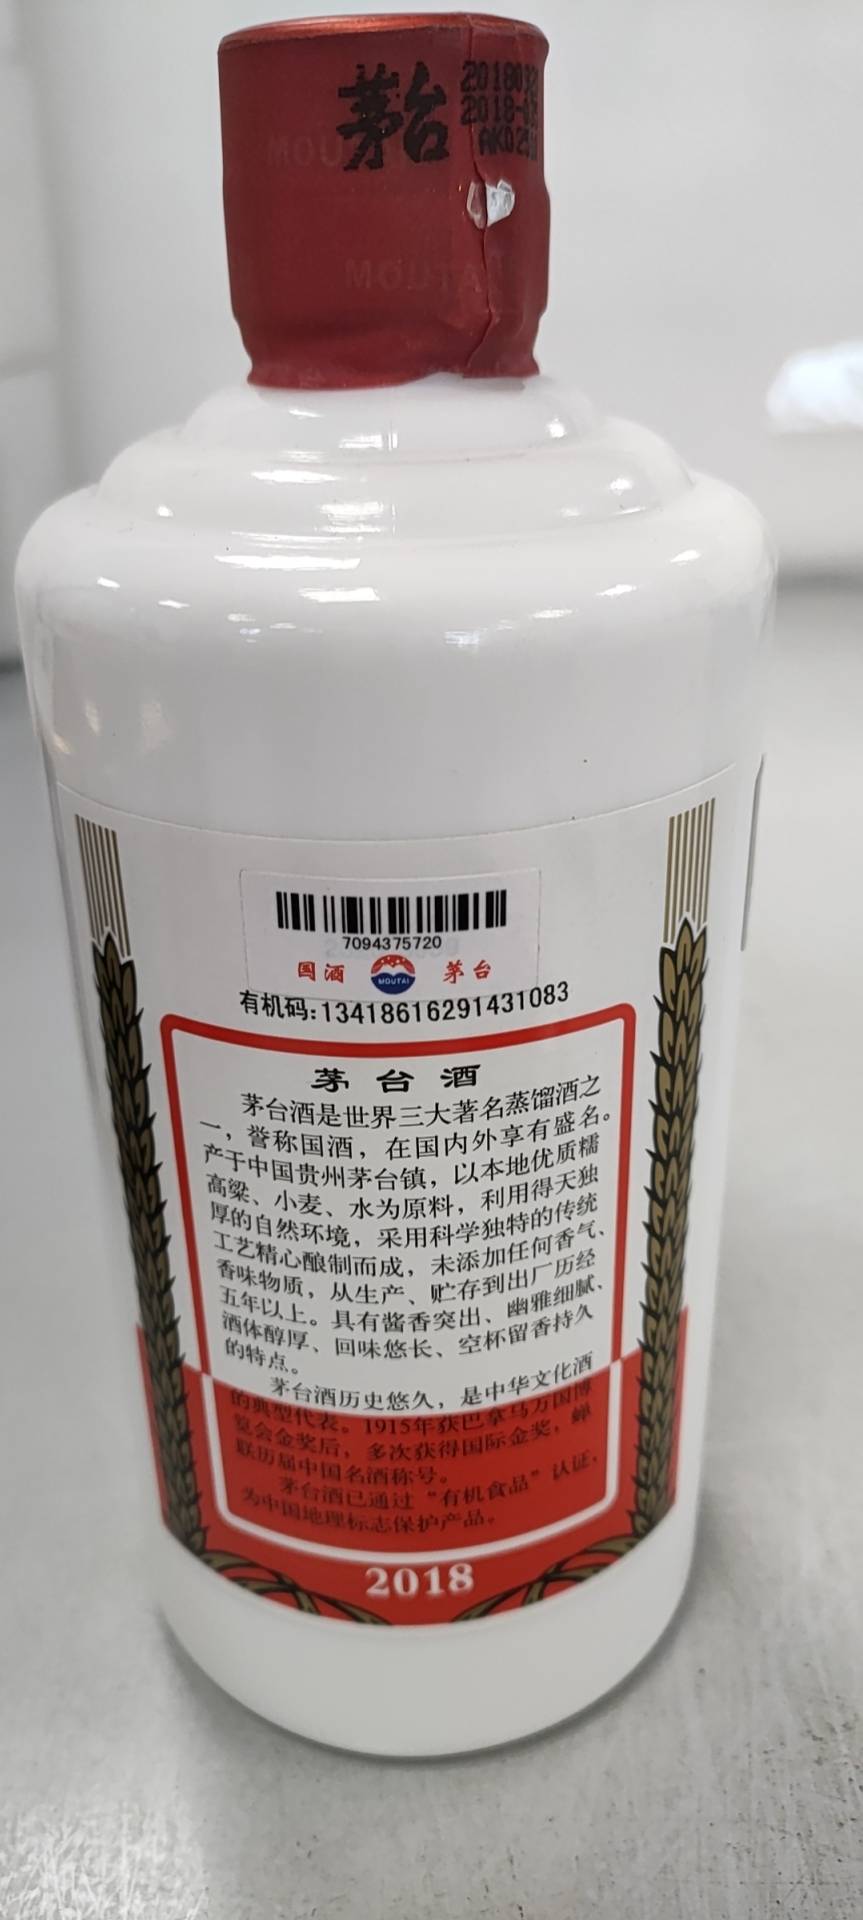 茅台
MOUTAI
7094375720
国酒 MOUTAI 茅台
有机码:13418616291431083
茅台酒
茅台酒是世界三大著名蒸馏酒之
一，誉称国酒，在国内外享有盛名。
产于中国贵州茅台镇，以本地优质糯
高粱、小麦、水为原料，利用得天独
厚的自然环境，采用科学独特的传统
工艺精心酿制而成，未添加任何香气、
香味物质，从生产、贮存到出厂历经
五年以上。具有酱香突出、幽雅细腻、
酒体醇厚、回味悠长、空杯留香持久
的特点。
茅台酒历史悠久，是中华文化酒
的典型代表。1915年获巴拿马万国博
览会金奖后，多次获得国际金奖，蝉
联历届中国名酒称号。
茅台酒已通过“有机食品”认证，
为中国地理标志保护产品。
2018